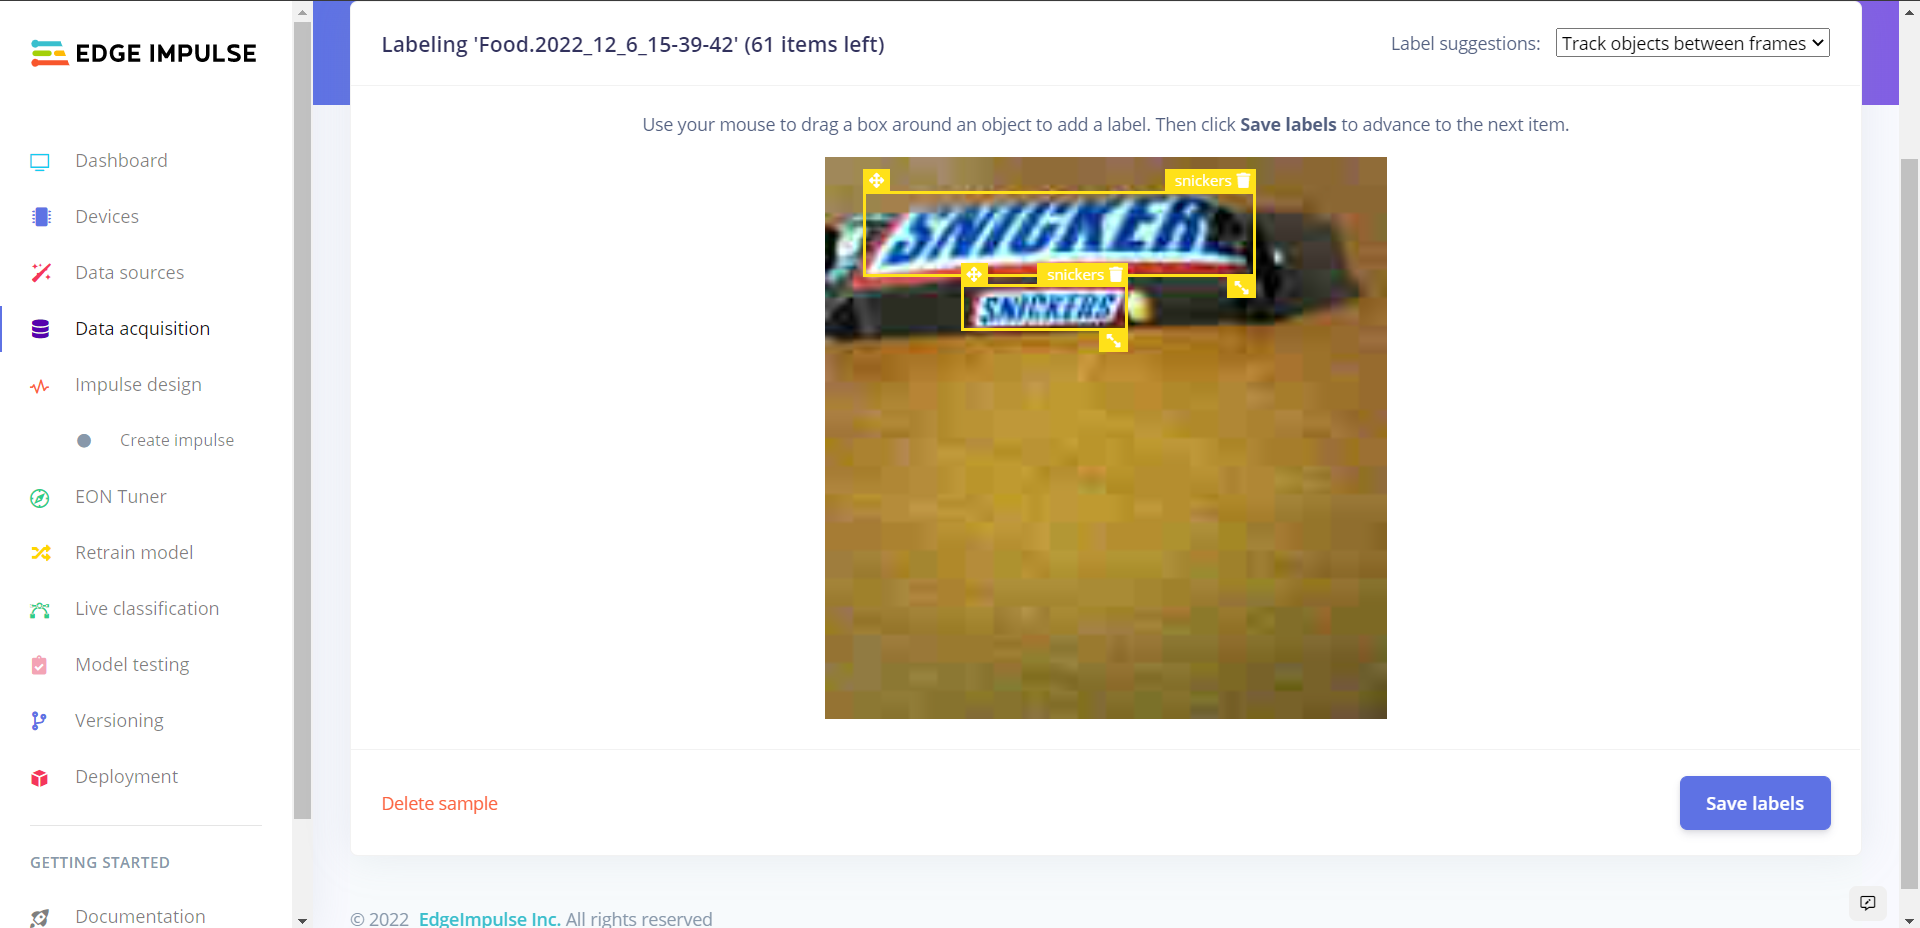 EDGE IMPULSE
Dashboard
Devices
Data sources
Data acquisition
Impulse design
Create impulse
EON Tuner
Retrain model
Live classification
Model testing
Versioning
Deployment
GETTING STARTED
Documentation
Labeling 'Food.2022_12_6_15-39-42' (61 items left)
Label suggestions: Track objects between frames
Use your mouse to drag a box around an object to add a label. Then click Save labels to advance to the next item.
snickers
SNICKER
snickers
SNICKERS
Delete sample
Save labels
© 2022 EdgeImpulse Inc. All rights reserved